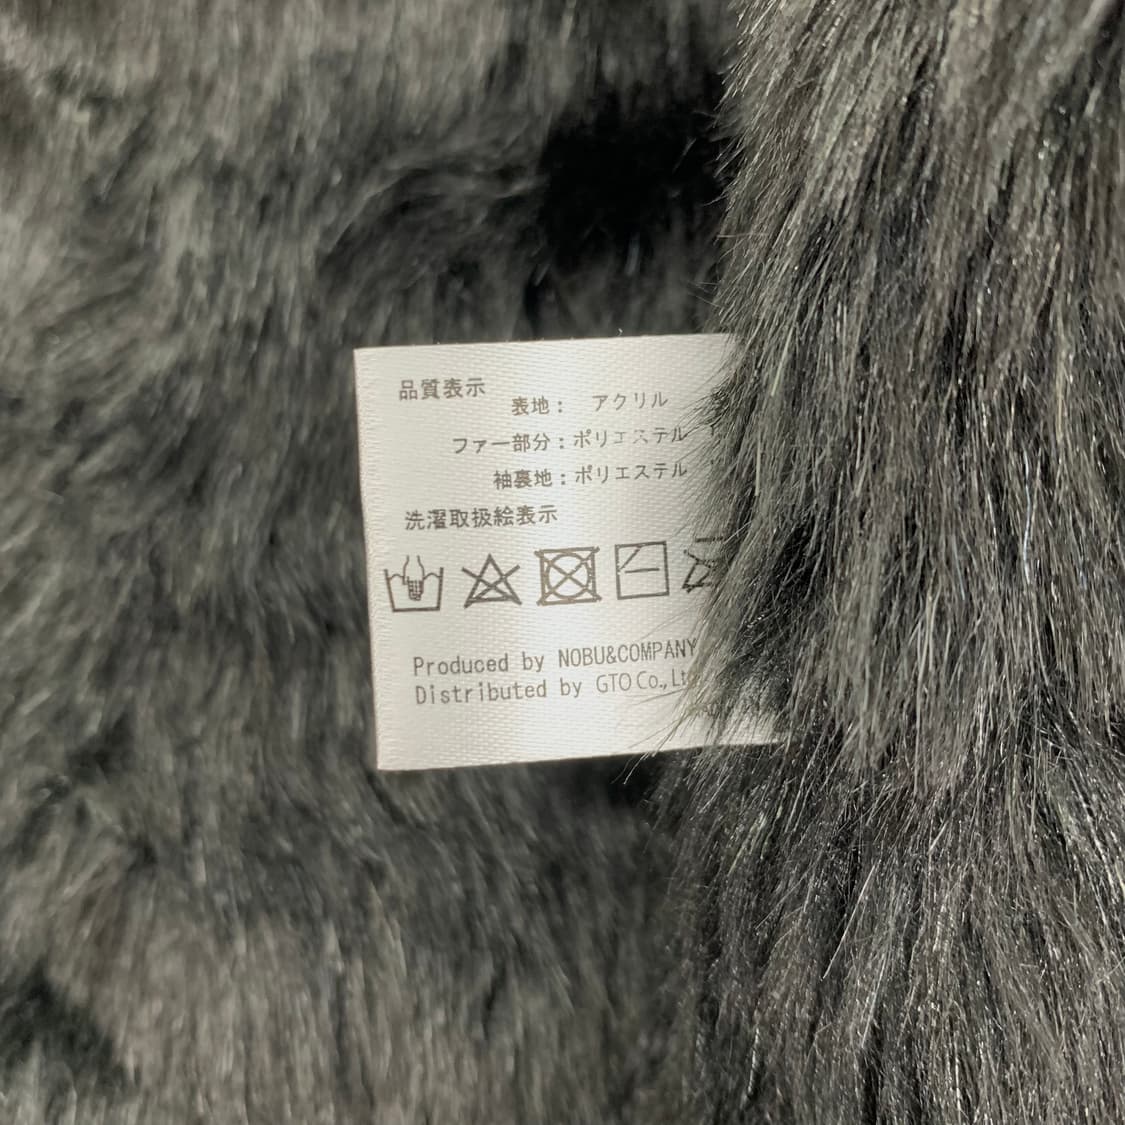 品質表示
表地： アクリル
ファー部分：ポリエステル
袖裏地：ポリエステル
洗濯取扱絵表示
Produced by NOBU&COMPANY
Distributed by GTO Co.,Ltd